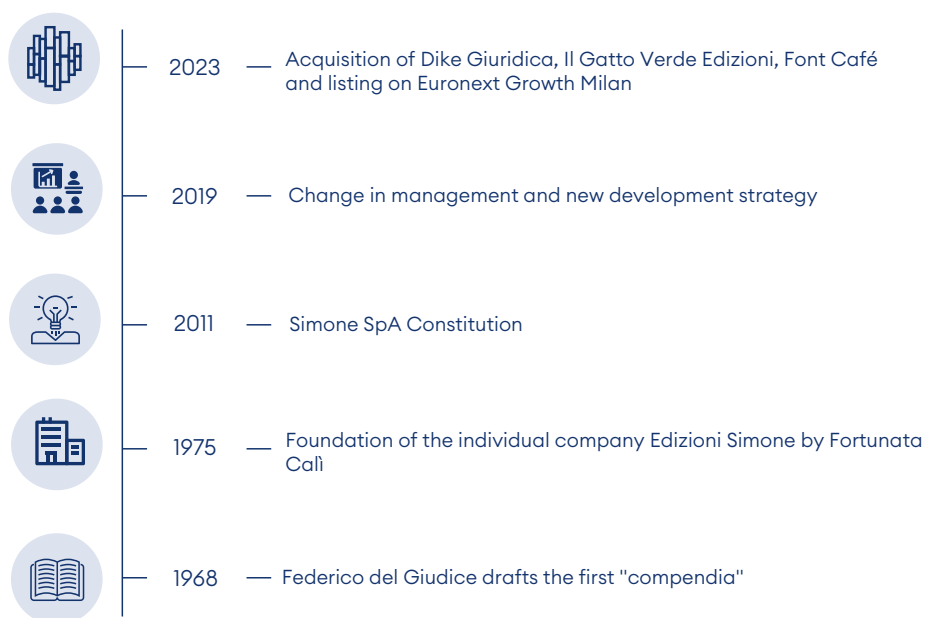 2023
Acquisition of Dike Giuridica, Il Gatto Verde Edizioni, Font Café
and listing on Euronext Growth Milan
2019
Change in management and new development strategy
2011
Simone SpA Constitution
1975
Foundation of the individual company Edizioni Simone by Fortunata
Calì
1968
Federico del Giudice drafts the first "compendia"